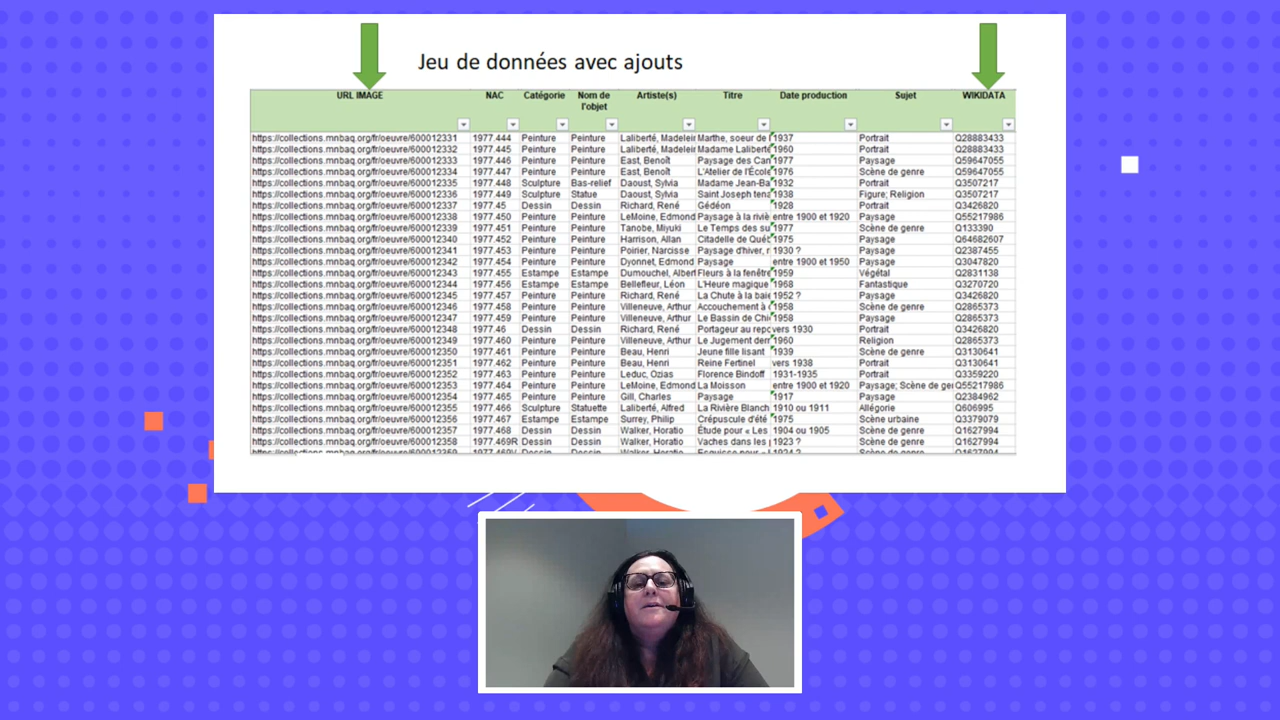 Jeu de données avec ajouts
URL IMAGE NAC Catégorie Nom de l'objet Artiste(s) Titre Date production Sujet WIKIDATA
https://collections.mnbaq.org/fr/oeuvre/600012331 1977.444 Peinture Peinture Laliberté, Madelein Marthe, soeur de 1937 Portrait Q28883433
https://collections.mnbaq.org/fr/oeuvre/600012332 1977.445 Peinture Peinture Laliberté, Madelein Madame Laliberté 1960 Portrait Q28883433
https://collections.mnbaq.org/fr/oeuvre/600012333 1977.446 Peinture Peinture East, Benoît Paysage des Can 1977 Paysage Q59647055
https://collections.mnbaq.org/fr/oeuvre/600012334 1977.447 Peinture Peinture East, Benoît L'Atelier de l'École 1976 Scène de genre Q59647055
https://collections.mnbaq.org/fr/oeuvre/600012335 1977.448 Sculpture Bas-relief Daoust, Sylvia Madame Jean-Ba 1932 Portrait Q3507217
https://collections.mnbaq.org/fr/oeuvre/600012336 1977.449 Sculpture Statue Daoust, Sylvia Saint Joseph tena 1938 Figure; Religion Q3507217
https://collections.mnbaq.org/fr/oeuvre/600012337 1977.45 Dessin Dessin Richard, René Gédéon 1928 Portrait Q3426820
https://collections.mnbaq.org/fr/oeuvre/600012338 1977.450 Peinture Peinture LeMoine, Edmond Paysage à la riviè entre 1900 et 1920 Paysage Q55217986
https://collections.mnbaq.org/fr/oeuvre/600012339 1977.451 Peinture Peinture Tanobe, Miyuki Le Temps des su 1977 Scène de genre Q133390
https://collections.mnbaq.org/fr/oeuvre/600012340 1977.452 Peinture Peinture Harrison, Allan Citadelle de Québ 1975 Paysage Q64682607
https://collections.mnbaq.org/fr/oeuvre/600012341 1977.453 Peinture Peinture Poirier, Narcisse Paysage d'hiver, r 1930 ? Paysage Q2387455
https://collections.mnbaq.org/fr/oeuvre/600012342 1977.454 Peinture Peinture Dyonnet, Edmond Paysage entre 1900 et 1950 Paysage Q3047820
https://collections.mnbaq.org/fr/oeuvre/600012343 1977.455 Estampe Estampe Dumouchel, Albert Fleurs à la fenêtre 1959 Végétal Q2831138
https://collections.mnbaq.org/fr/oeuvre/600012344 1977.456 Estampe Estampe Bellefleur, Léon L'Heure magique 1968 Fantastique Q3270720
https://collections.mnbaq.org/fr/oeuvre/600012345 1977.457 Peinture Peinture Richard, René La Chute à la baie 1952 ? Paysage Q3426820
https://collections.mnbaq.org/fr/oeuvre/600012346 1977.458 Peinture Peinture Villeneuve, Arthur Accouchement à 1958 Scène de genre Q2865373
https://collections.mnbaq.org/fr/oeuvre/600012347 1977.459 Peinture Peinture Villeneuve, Arthur Le Bassin de Chic 1958 Paysage Q2865373
https://collections.mnbaq.org/fr/oeuvre/600012348 1977.46 Dessin Dessin Richard, René Portageur au repo vers 1930 Portrait Q3426820
https://collections.mnbaq.org/fr/oeuvre/600012349 1977.460 Peinture Peinture Villeneuve, Arthur Le Jugement dern 1960 Religion Q2865373
https://collections.mnbaq.org/fr/oeuvre/600012350 1977.461 Peinture Peinture Beau, Henri Jeune fille lisant 1939 Scène de genre Q3130641
https://collections.mnbaq.org/fr/oeuvre/600012351 1977.462 Peinture Peinture Beau, Henri Reine Fertinel vers 1938 Portrait Q3130641
https://collections.mnbaq.org/fr/oeuvre/600012352 1977.463 Peinture Peinture Leduc, Ozias Florence Bindoff 1931-1935 Portrait Q3359220
https://collections.mnbaq.org/fr/oeuvre/600012353 1977.464 Peinture Peinture LeMoine, Edmond La Moisson entre 1900 et 1920 Paysage; Scène de ge Q55217986
https://collections.mnbaq.org/fr/oeuvre/600012354 1977.465 Peinture Peinture Gill, Charles Paysage 1917 Paysage Q2384962
https://collections.mnbaq.org/fr/oeuvre/600012355 1977.466 Sculpture Statuette Laliberté, Alfred La Rivière Blanch 1910 ou 1911 Allégorie Q606995
https://collections.mnbaq.org/fr/oeuvre/600012356 1977.467 Estampe Estampe Surrey, Philip Crépuscule d'été 1975 Scène urbaine Q3379079
https://collections.mnbaq.org/fr/oeuvre/600012357 1977.468 Dessin Dessin Walker, Horatio Étude pour « Les 1904 ou 1905 Scène de genre Q1627994
https://collections.mnbaq.org/fr/oeuvre/600012358 1977.469R Dessin Dessin Walker, Horatio Vaches dans les 1923 ? Scène de genre Q1627994